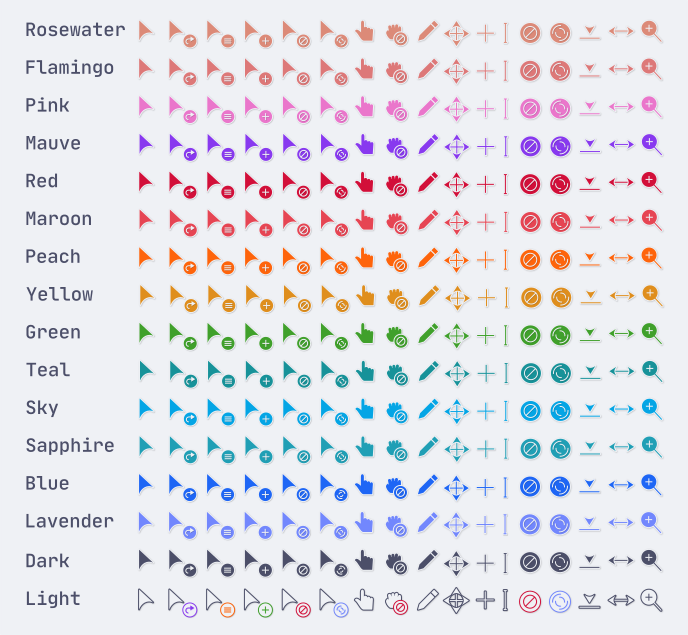 Rosewater
Flamingo
Pink
Mauve
Red
Maroon
Peach
Yellow
Green
Teal
Sky
Sapphire
Blue
Lavender
Dark
Light